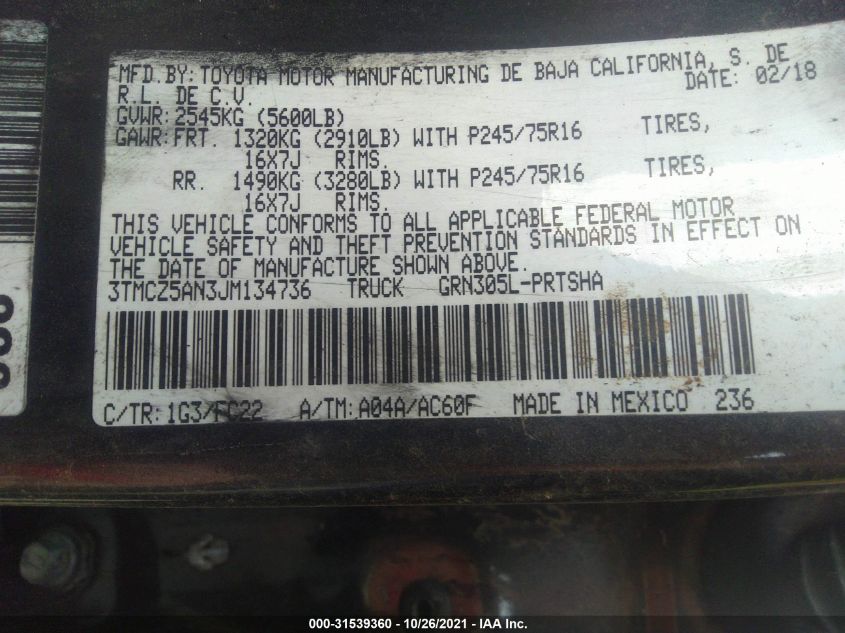 MFD. BY: TOYOTA MOTOR MANUFACTURING DE BAJA CALIFORNIA, S. DE
R.L. DE C.V. DATE: 02/18
GVWR: 2545KG (5600LB)
GAWR: FRT. 1320KG (2910LB) WITH P245/75R16 TIRES,
16X7J RIMS.
RR. 1490KG (3280LB) WITH P245/75R16 TIRES,
16X7J RIMS.
THIS VEHICLE CONFORMS TO ALL APPLICABLE FEDERAL MOTOR
VEHICLE SAFETY AND THEFT PREVENTION STANDARDS IN EFFECT ON
THE DATE OF MANUFACTURE SHOWN ABOVE.
3TMCZ5AN3JM134736 TRUCK GRN305L-PRTSHA
C/TR: 1G3/FC22 A/TM: A04A/AC60F MADE IN MEXICO 236
000-31539360 - 10/26/2021 - IAA Inc.